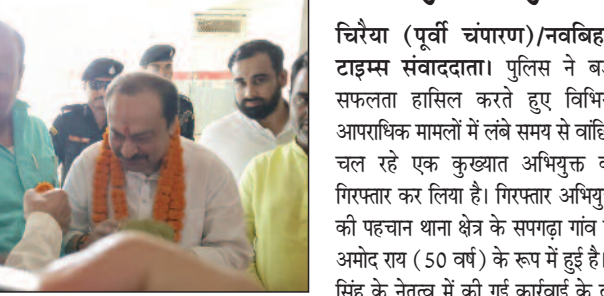 चिरैया (पूर्वी चंपारण)/नवबिह
टाइम्स संवाददाता। पुलिस ने
सफलता हासिल करते हुए
आपराधिक मामलों में लंबे समय से
चल रहे एक कुख्यात अभियुक्त
गिरफ्तार कर लिया है। गिरफ्तार
की पहचान थाना क्षेत्र के सपगढ़ा गांव
अमोद राय (50 वर्ष) के रूप में हुई है।
सिंह के नेतृत्व में की गई कार्रवाई के